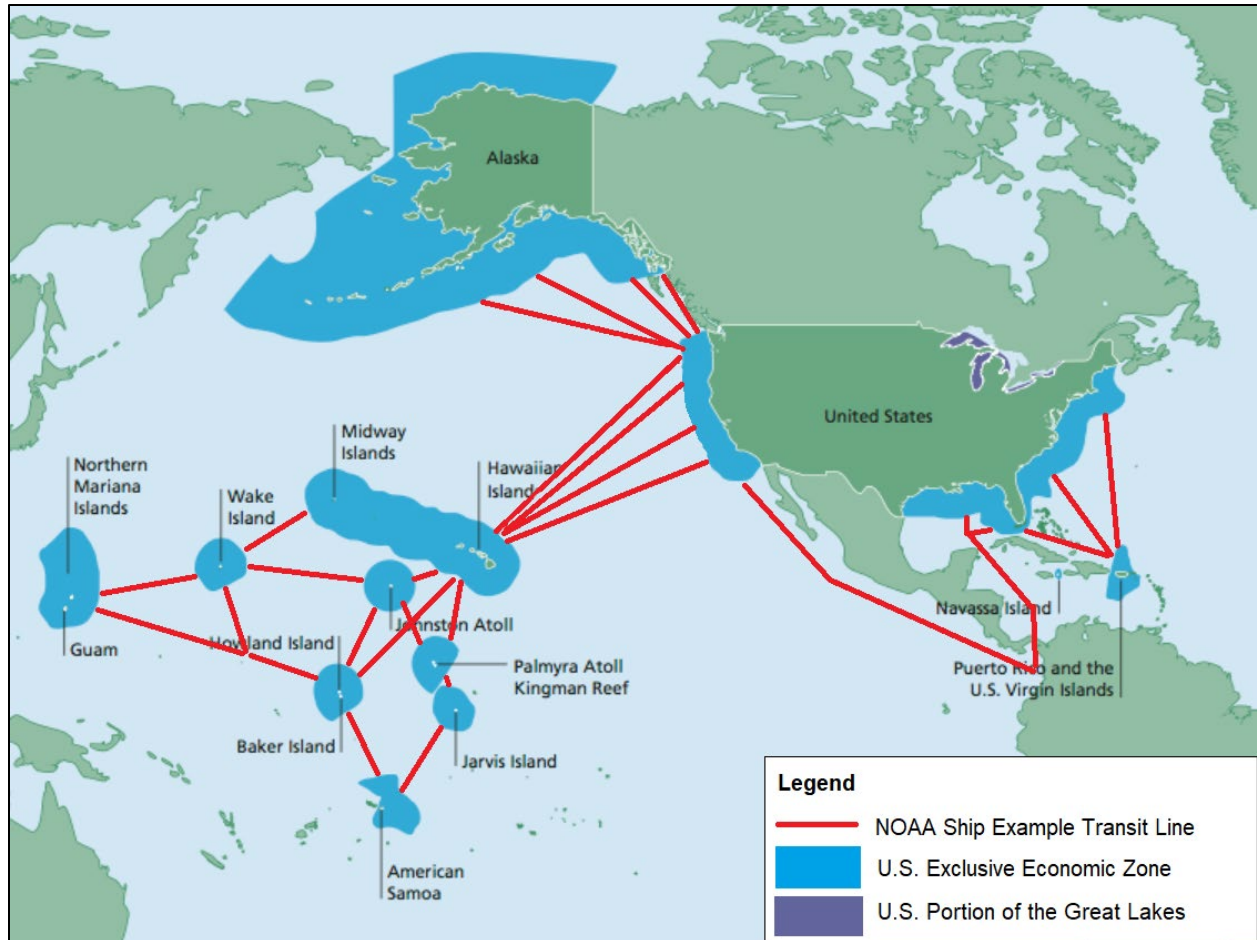 Alaska
United States
Midway
Islands
Hawaiian
Islands
Northern
Mariana
Islands
Wake
Island
Guam
Howland Island
Johnston Atoll
Palmyra Atoll
Kingman Reef
Baker Island
Jarvis Island
American
Samoa
Navassa Island
Puerto Rico and the
U.S. Virgin Islands
Legend
NOAA Ship Example Transit Line
U.S. Exclusive Economic Zone
U.S. Portion of the Great Lakes